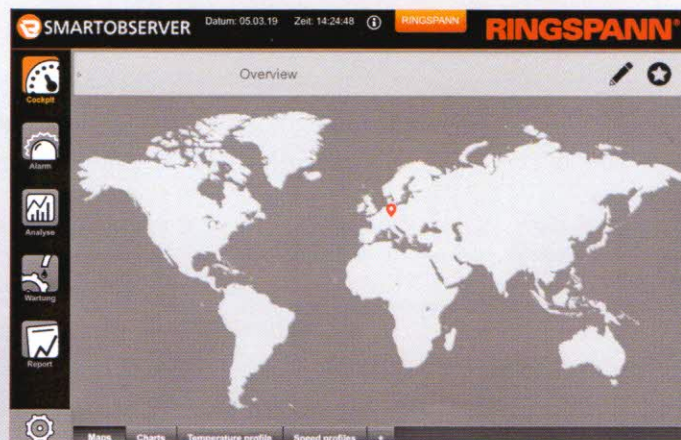 SMARTOBSERVER Datum: 05.03.19 Zeit: 14:24:48 RINGSPANN RINGSPANN®
Overview
Cockpit
Alarm
Analyse
Wartung
Report
Maps Charts Temperature profile Speed profiles +